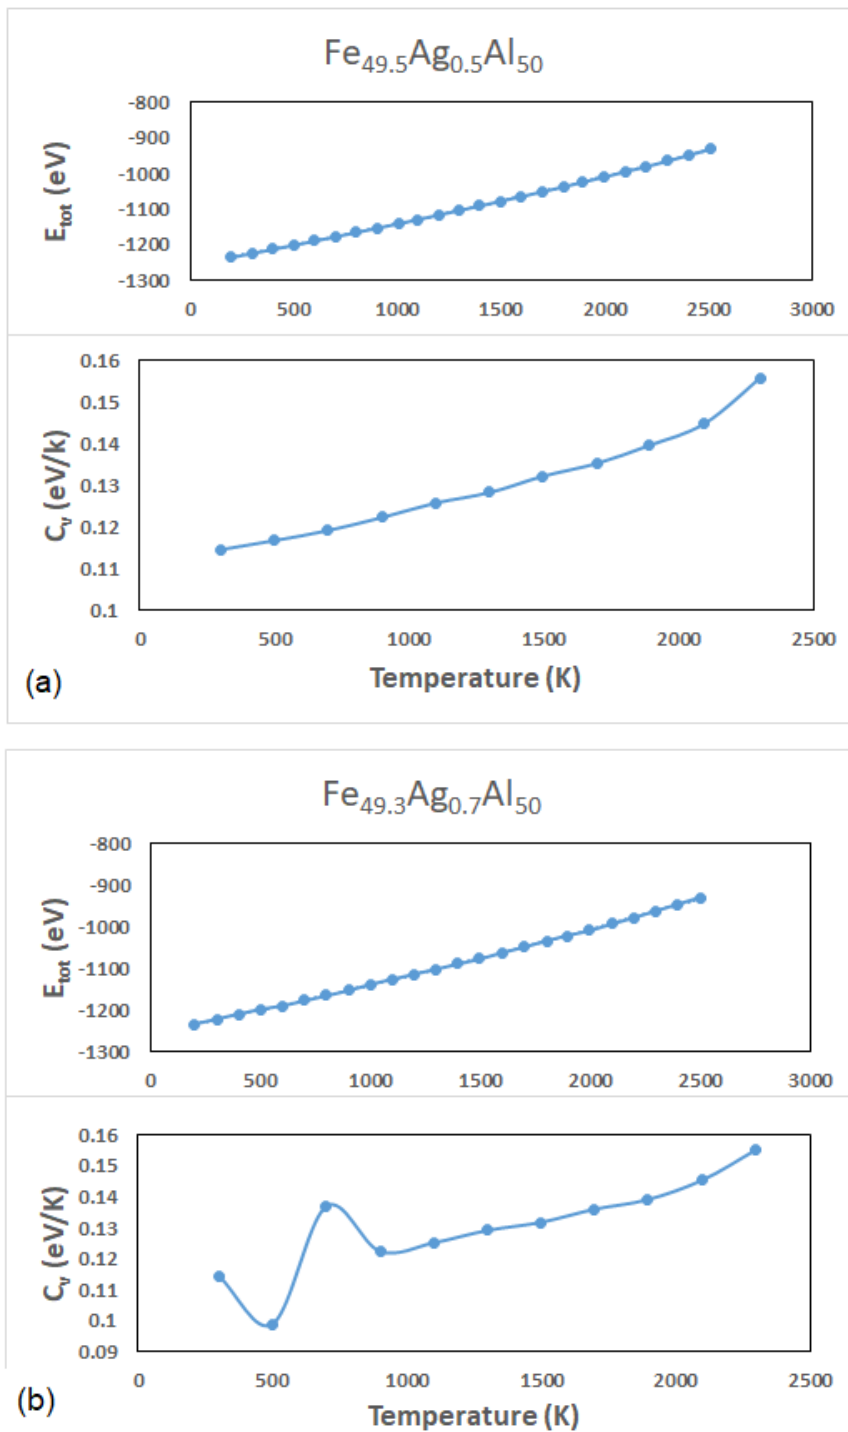 Fe49.5Ag0.5Al50
-800
-900
-1000
-1100
-1200
-1300
Etot (eV)
0 500 1000 1500 2000 2500 3000
0.16
0.15
0.14
0.13
0.12
0.11
0.1
Cv (eV/k)
0 500 1000 1500 2000 2500
Temperature (K)
(a)
Fe49.3Ag0.7Al50
-800
-900
-1000
-1100
-1200
-1300
Etot (eV)
0 500 1000 1500 2000 2500 3000
0.16
0.15
0.14
0.13
0.12
0.11
0.1
0.09
Cv (eV/K)
0 500 1000 1500 2000 2500
Temperature (K)
(b)